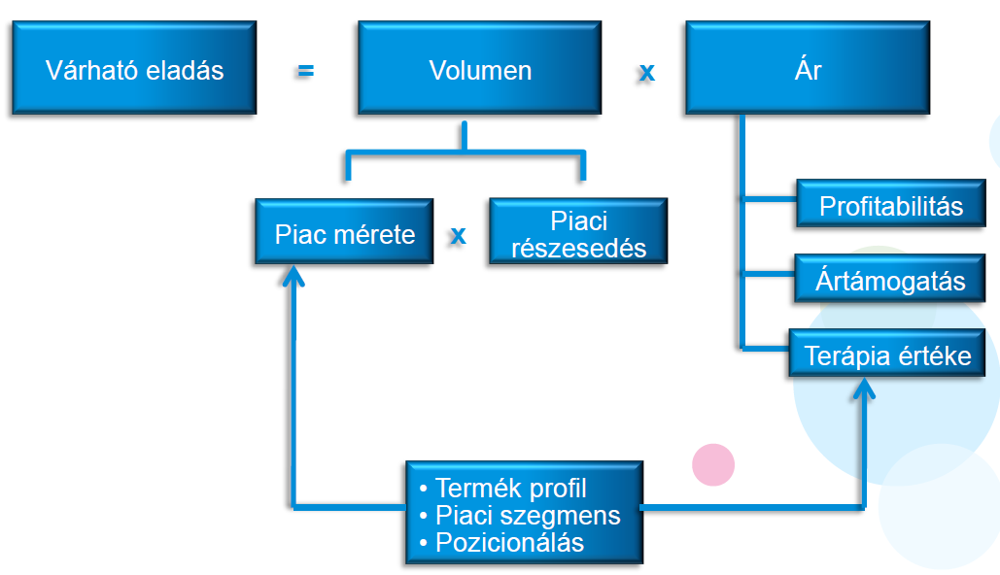 Várható eladás
=
Volumen
x
Ár
Piac mérete
x
Piaci
részesedés
Profitabilitás
Ártámogatás
Terápia értéke
• Termék profil
• Piaci szegmens
• Pozicionálás